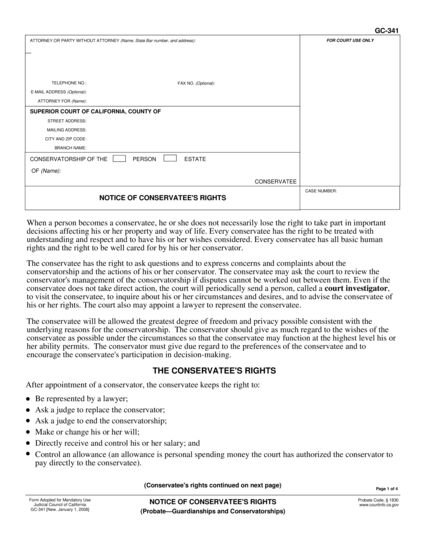 GC-341
ATTORNEY OR PARTY WITHOUT ATTORNEY (Name, State Bar number, and address):
FOR COURT USE ONLY
TELEPHONE NO.:
FAX NO. (Optional):
E-MAIL ADDRESS (Optional):
ATTORNEY FOR (Name):
SUPERIOR COURT OF CALIFORNIA, COUNTY OF
STREET ADDRESS:
MAILING ADDRESS:
CITY AND ZIP CODE:
BRANCH NAME:
CONSERVATORSHIP OF THE PERSON ESTATE
OF (Name):
CONSERVATEE
NOTICE OF CONSERVATEE'S RIGHTS
CASE NUMBER:
When a person becomes a conservatee, he or she does not necessarily lose the right to take part in important
decisions affecting his or her property and way of life. Every conservatee has the right to be treated with
understanding and respect and to have his or her wishes considered. Every conservatee has all basic human
rights and the right to be well cared for by his or her conservator.
The conservatee has the right to ask questions and to express concerns and complaints about the
conservatorship and the actions of his or her conservator. The conservatee may ask the court to review the
conservator's management of the conservatorship if disputes cannot be worked out between them. Even if the
conservatee does not take direct action, the court will periodically send a person, called a court investigator,
to visit the conservatee, to inquire about his or her circumstances and desires, and to advise the conservatee of
his or her rights. The court also may appoint a lawyer to represent the conservatee.
The conservatee will be allowed the greatest degree of freedom and privacy possible consistent with the
underlying reasons for the conservatorship. The conservator should give as much regard to the wishes of the
conservatee as possible under the circumstances so that the conservatee may function at the highest level his or
her ability permits. The conservator must give due regard to the preferences of the conservatee and to
encourage the conservatee's participation in decision-making.
THE CONSERVATEE'S RIGHTS
After appointment of a conservator, the conservatee keeps the right to:
● Be represented by a lawyer;
● Ask a judge to replace the conservator;
● Ask a judge to end the conservatorship;
● Make or change his or her will;
● Directly receive and control his or her salary; and
● Control an allowance (an allowance is personal spending money the court has authorized the conservator to
pay directly to the conservatee).
(Conservatee's rights continued on next page)
Page 1 of 4
Form Adopted for Mandatory Use
Judicial Council of California
GC-341 [New January 1, 2008]
NOTICE OF CONSERVATEE'S RIGHTS
(Probate—Guardianships and Conservatorships)
Probate Code, § 1830
www.courtinfo.ca.gov